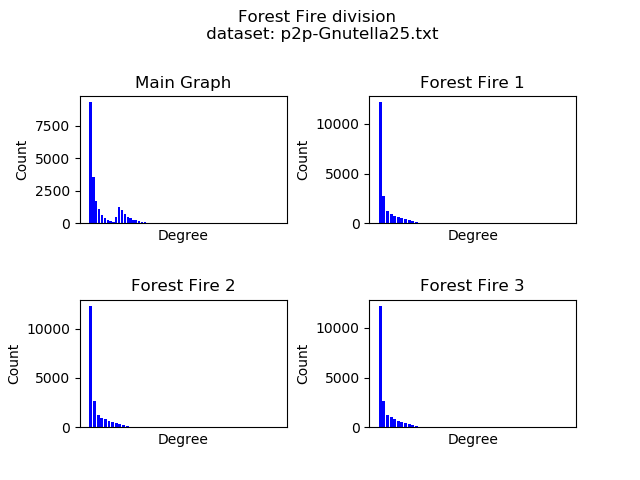 Forest Fire division
dataset: p2p-Gnutella25.txt
Main Graph
Forest Fire 1
7500
5000
2500
0
Count
Degree
10000
5000
0
Count
Degree
Forest Fire 2
Forest Fire 3
10000
5000
0
Count
Degree
10000
5000
0
Count
Degree